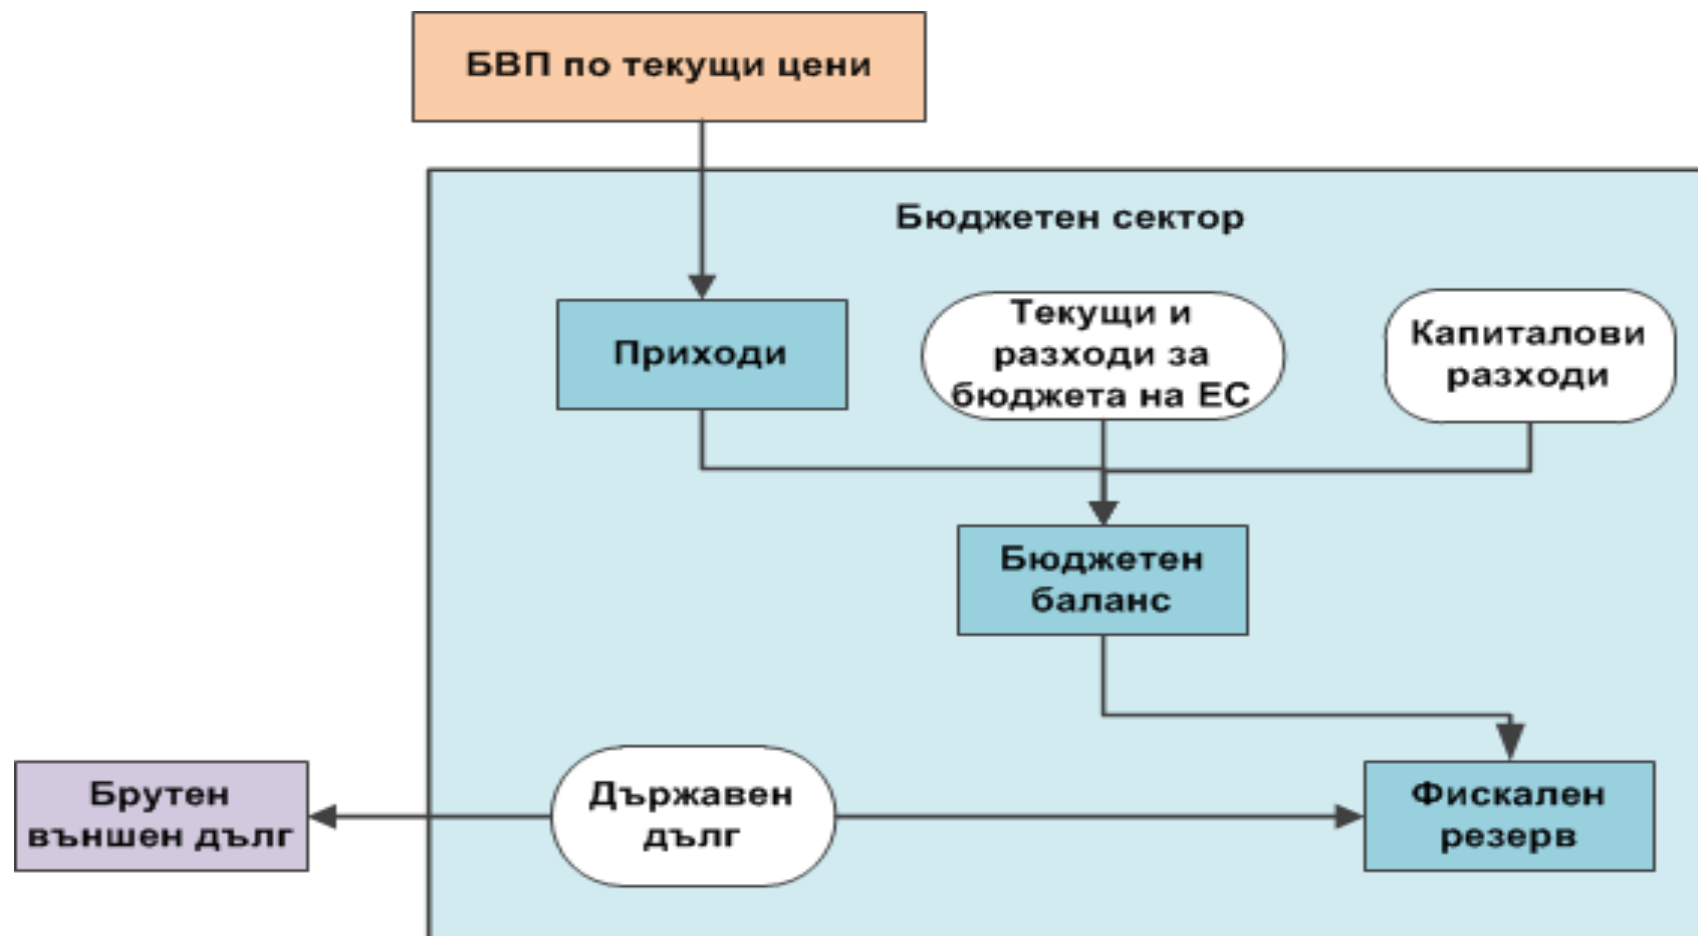 БВП по текущи цени
Бюджетен сектор
Приходи
Текущи и
разходи за
бюджета на ЕС
Капиталови
разходи
Бюджетен
баланс
Брутен
външен дълг
Държавен
дълг
Фискален
резерв